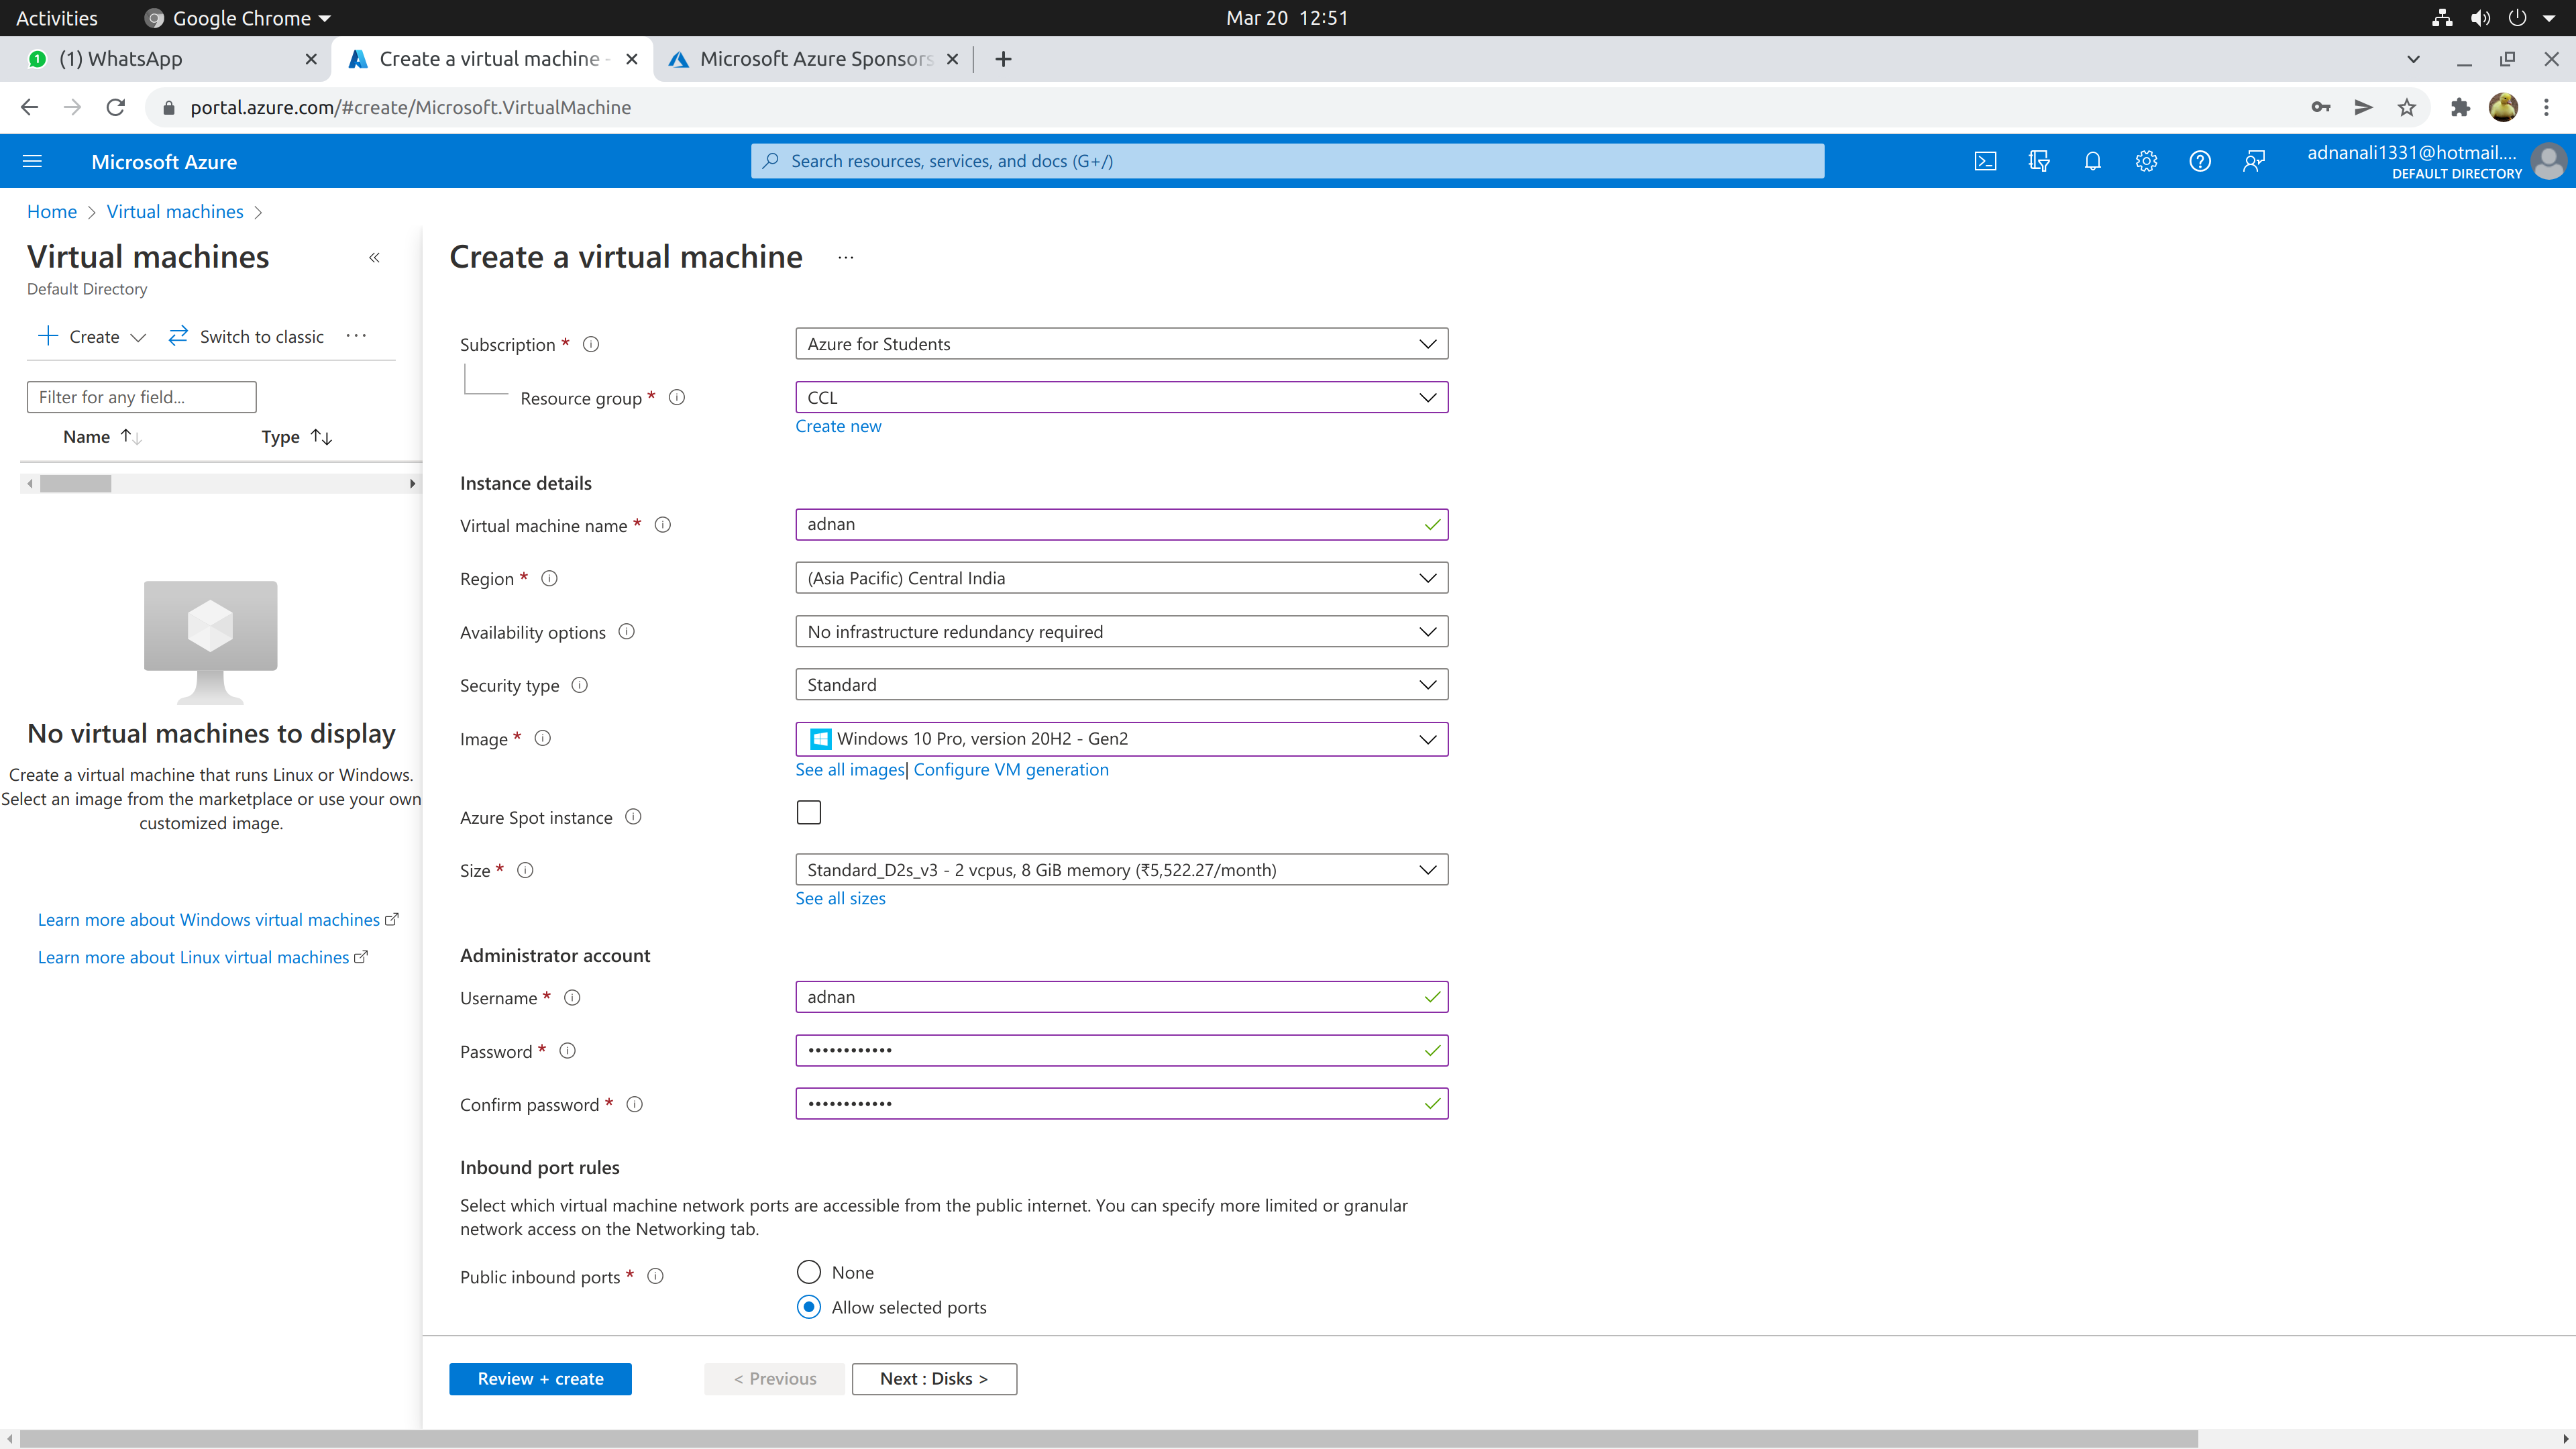 Activities
Google Chrome
Mar 20 12:51
(1) WhatsApp
Create a virtual machine -
Microsoft Azure Sponsors
portal.azure.com/#create/Microsoft.VirtualMachine
Microsoft Azure
Search resources, services, and docs (G+/)
adnanali1331@hotmail....
DEFAULT DIRECTORY
Home > Virtual machines >
Virtual machines
Default Directory
Create
Switch to classic
Filter for any field...
Name
Type
No virtual machines to display
Create a virtual machine that runs Linux or Windows.
Select an image from the marketplace or use your own
customized image.
Learn more about Windows virtual machines
Learn more about Linux virtual machines
Create a virtual machine ...
Subscription *
Azure for Students
Resource group *
CCL
Create new
Instance details
Virtual machine name *
adnan
Region *
(Asia Pacific) Central India
Availability options
No infrastructure redundancy required
Security type
Standard
Image *
Windows 10 Pro, version 20H2 - Gen2
See all images| Configure VM generation
Azure Spot instance
Size *
Standard_D2s_v3 - 2 vcpus, 8 GiB memory (₹5,522.27/month)
See all sizes
Administrator account
Username *
adnan
Password *
••••••••••••
Confirm password *
••••••••••••
Inbound port rules
Select which virtual machine network ports are accessible from the public internet. You can specify more limited or granular
network access on the Networking tab.
Public inbound ports *
None
Allow selected ports
Review + create
< Previous
Next : Disks >